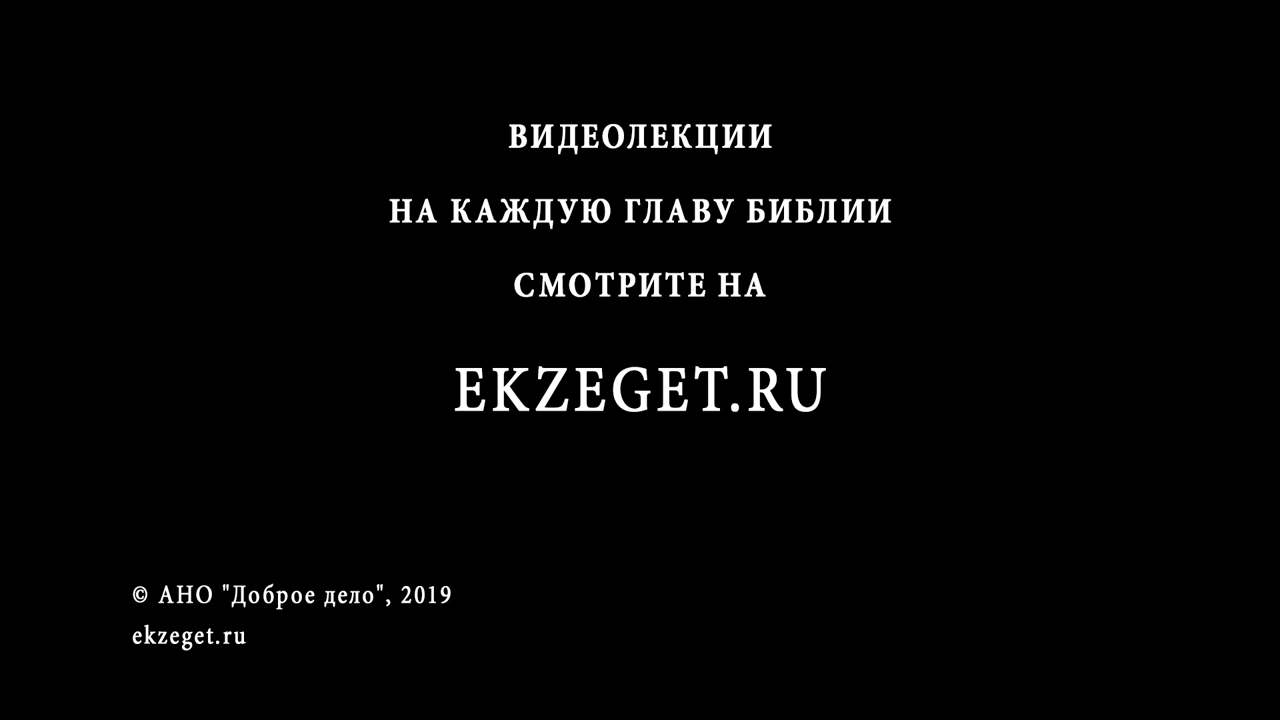 ВИДЕОЛЕКЦИИ
НА КАЖДУЮ ГЛАВУ БИБЛИИ
СМОТРИТЕ НА
EKZEGET.RU
© АНО "Доброе дело", 2019
ekzeget.ru